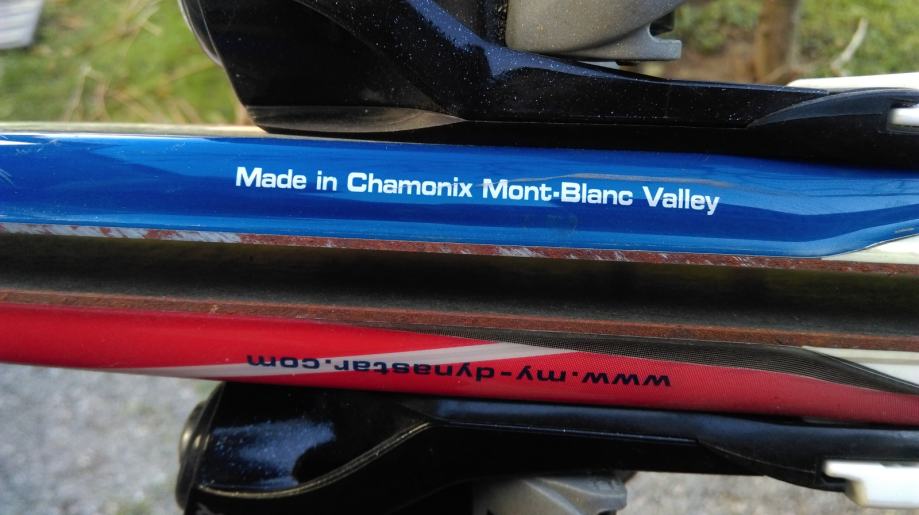 Made in Chamonix Mont-Blanc Valley
www.my-dynastar.com